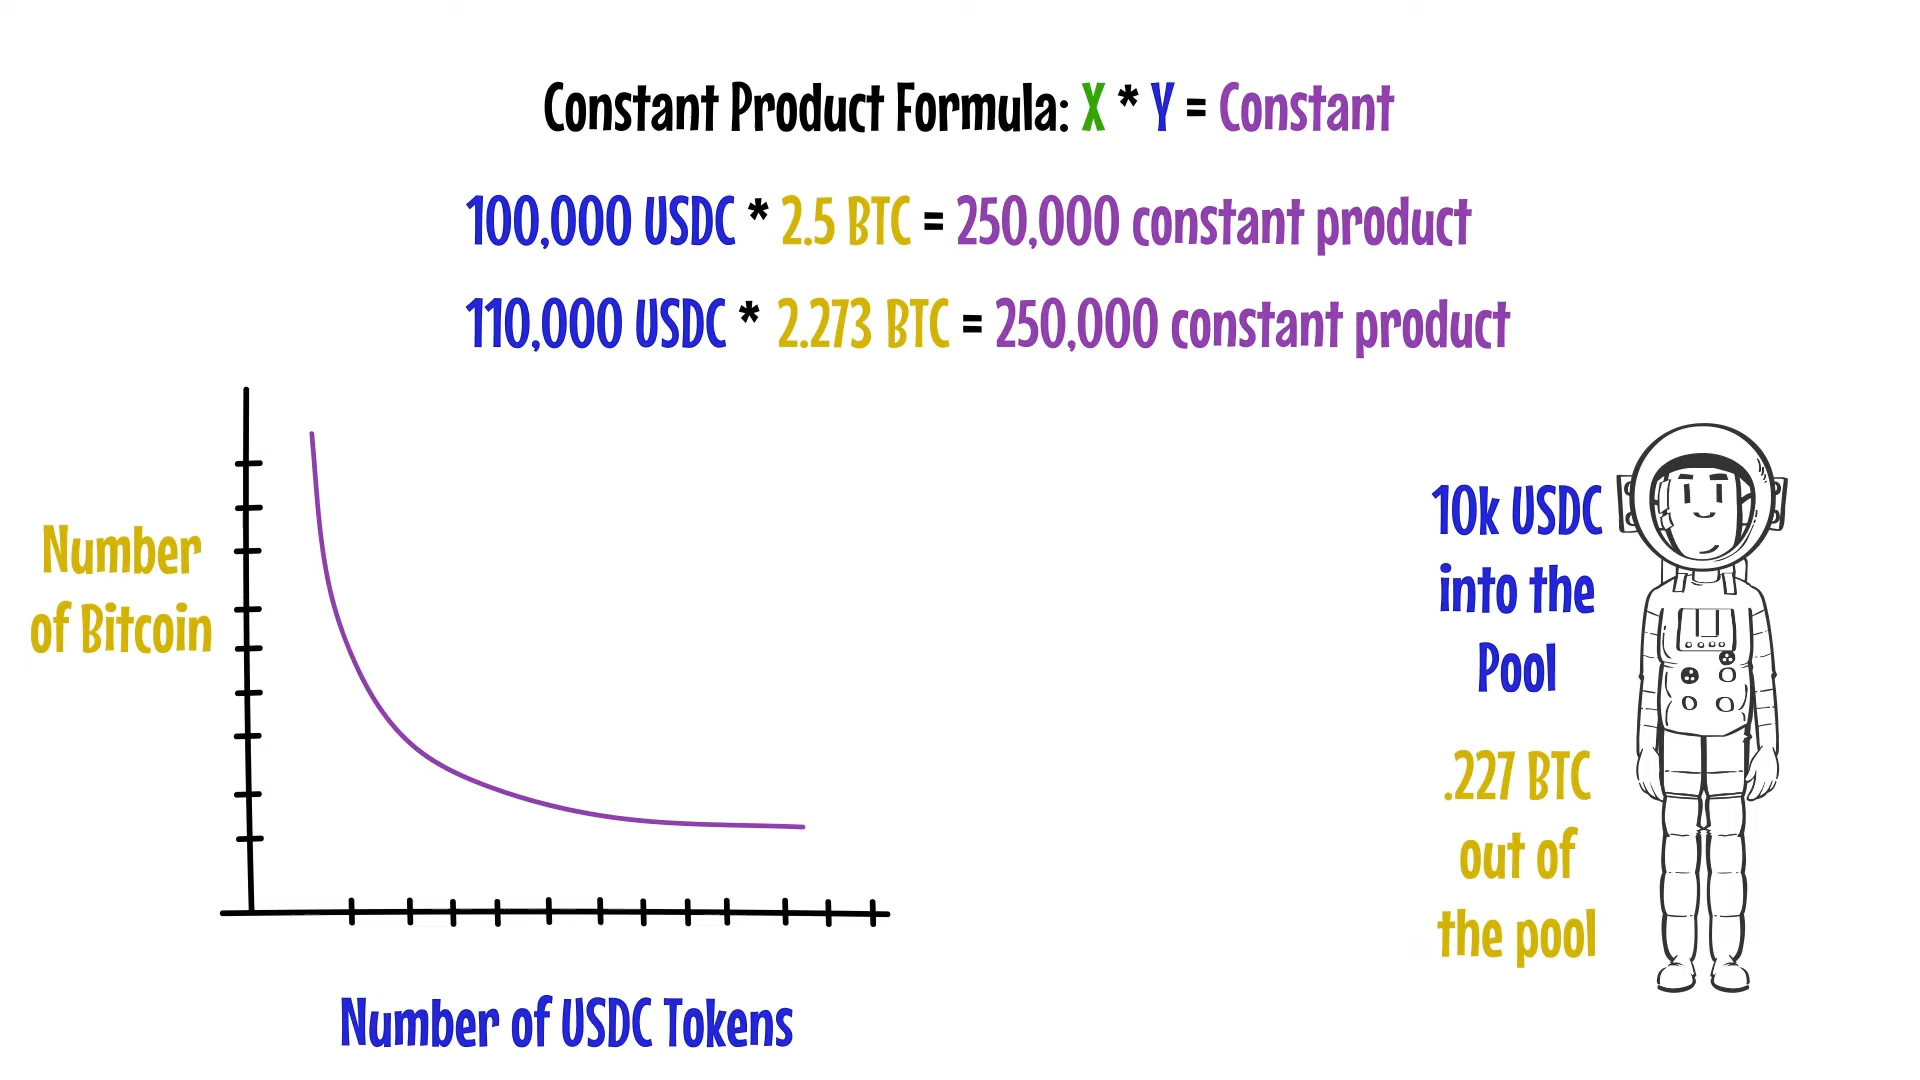 Constant Product Formula: X * Y = Constant
100,000 USDC * 2.5 BTC = 250,000 constant product
110,000 USDC * 2.273 BTC = 250,000 constant product
Number
of Bitcoin
Number of USDC Tokens
10k USDC
into the
Pool
.227 BTC
out of
the pool